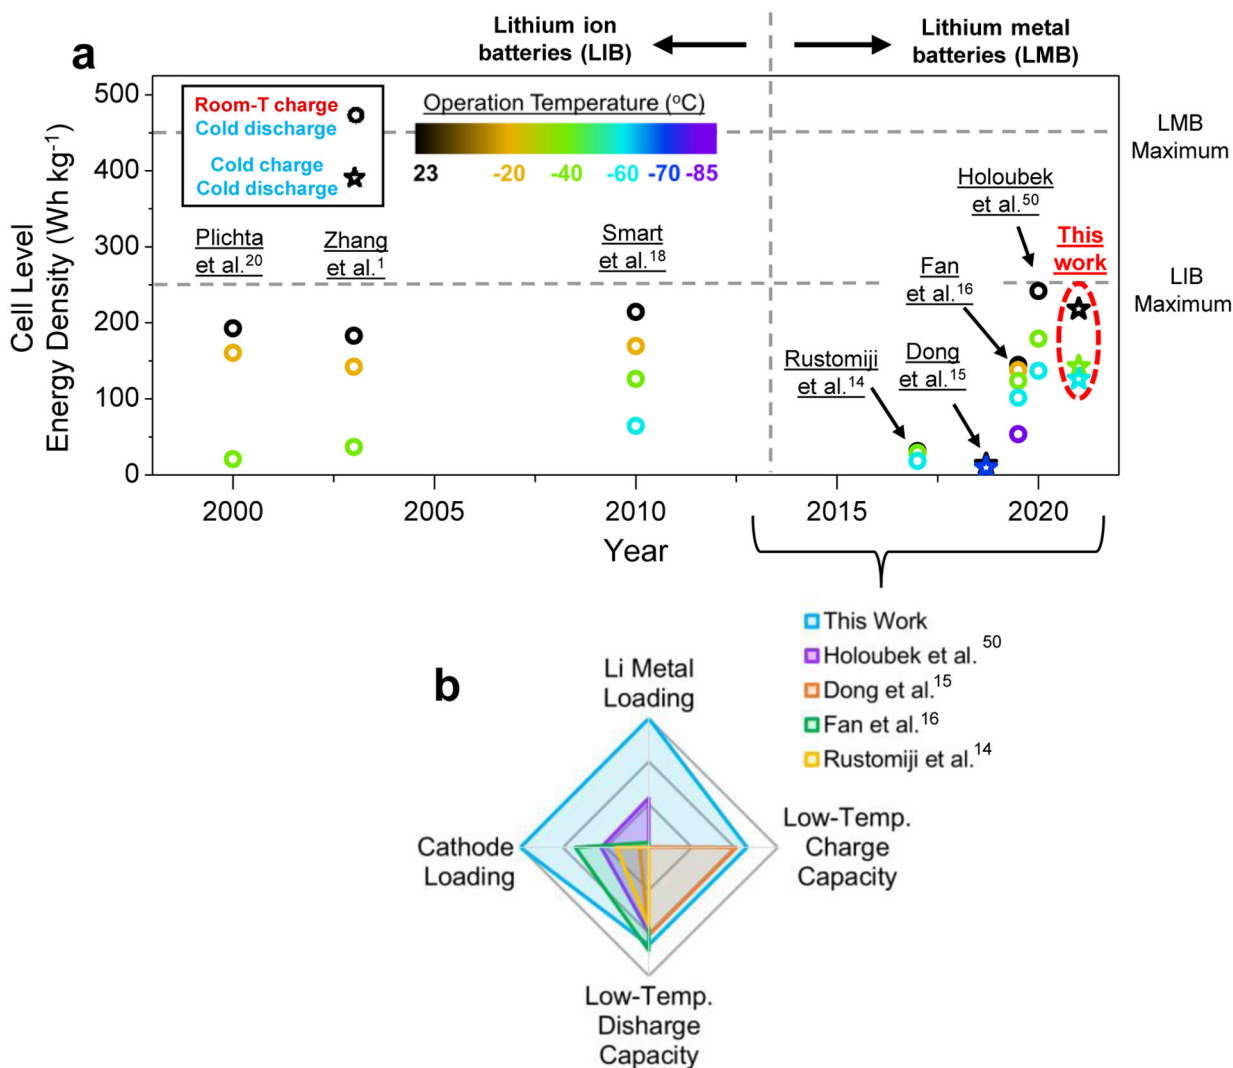 a
Lithium ion
batteries (LIB)
Lithium metal
batteries (LMB)
Cell Level
Energy Density (Wh kg-1)
500
400
300
200
100
0
Room-T charge
Cold discharge
Cold charge
Cold discharge
Operation Temperature (oC)
23 -20 -40 -60 -70 -85
LMB
Maximum
LIB
Maximum
Plichta
et al.20
Zhang
et al.1
Smart
et al.18
Rustomiji
et al.14
Dong
et al.15
Fan
et al.16
Holoubek
et al.50
This
work
2000 2005 2010 2015 2020
Year
b
This Work
Holoubek et al. 50
Dong et al.15
Fan et al.16
Rustomiji et al.14
Li Metal
Loading
Cathode
Loading
Low-Temp.
Charge
Capacity
Low-Temp.
Disharge
Capacity